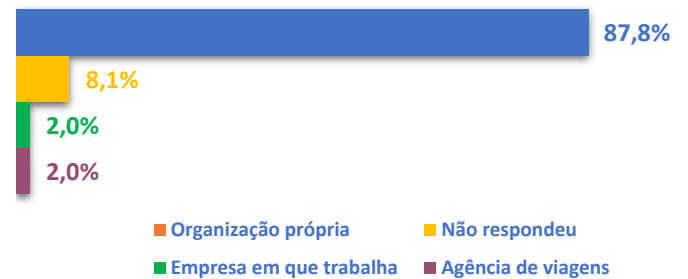 87,8%
8,1%
2,0%
2,0%
Organização própria
Não respondeu
Empresa em que trabalha
Agência de viagens